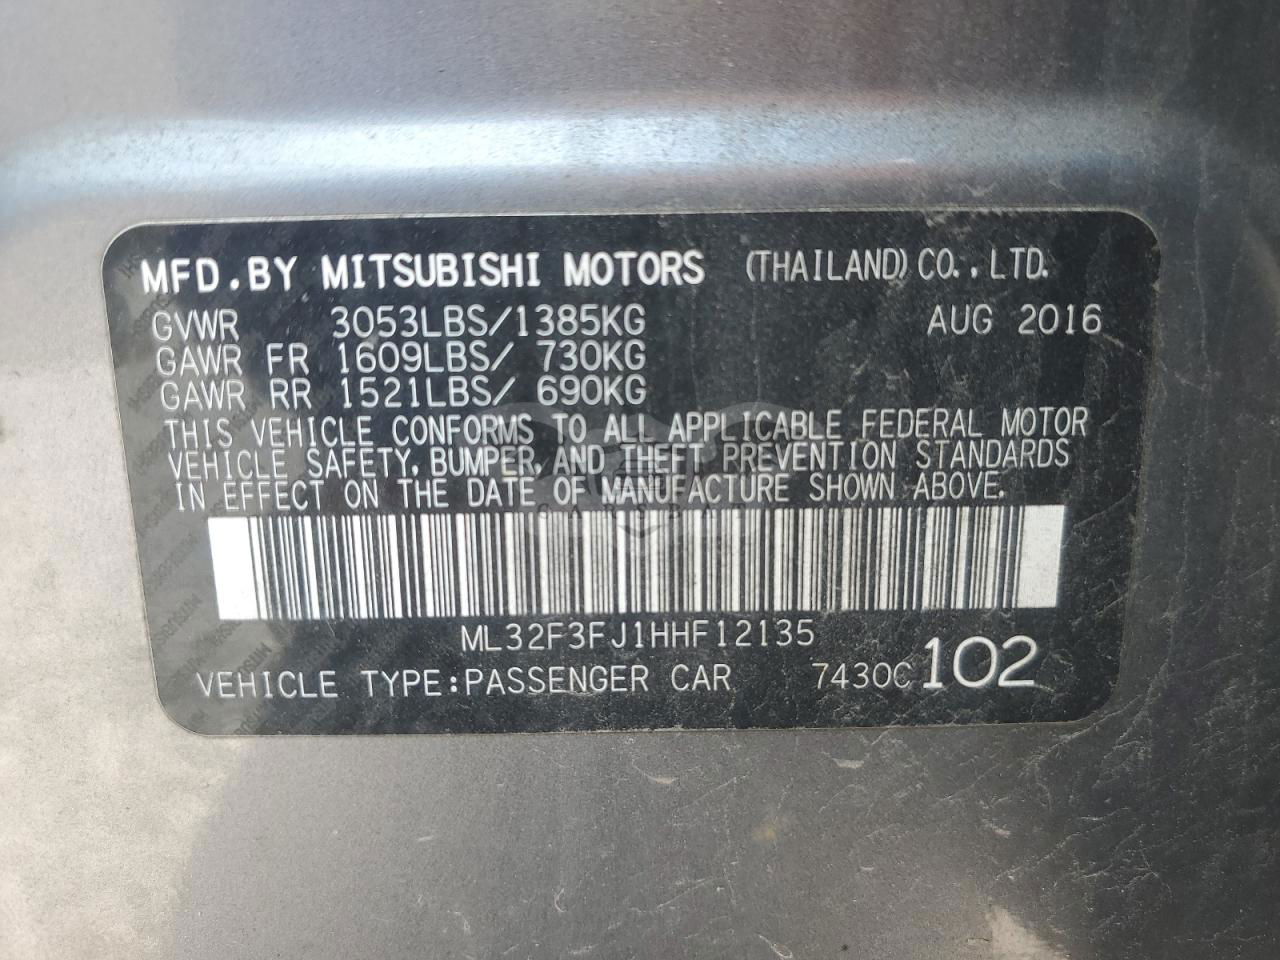 MFD.BY MITSUBISHI MOTORS (THAILAND) CO.,LTD.
GVWR 3053LBS/1385KG AUG 2016
GAWR FR 1609LBS/ 730KG
GAWR RR 1521LBS/ 690KG
THIS VEHICLE CONFORMS TO ALL APPLICABLE FEDERAL MOTOR
VEHICLE SAFETY, BUMPER, AND THEFT PREVENTION STANDARDS
IN EFFECT ON THE DATE OF MANUFACTURE SHOWN ABOVE.
ML32F3FJ1HHF12135
VEHICLE TYPE:PASSENGER CAR 7430C 102